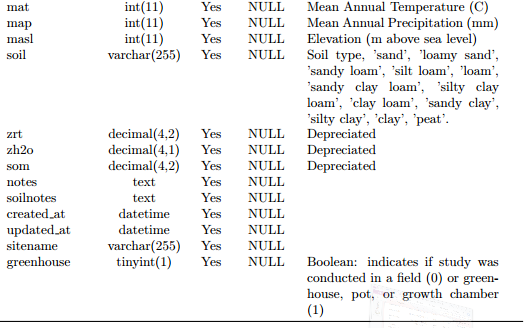 mat int(11) Yes NULL Mean Annual Temperature (C)
map int(11) Yes NULL Mean Annual Precipitation (mm)
masl int(11) Yes NULL Elevation (m above sea level)
soil varchar(255) Yes NULL Soil type, 'sand', 'loamy sand',
'sandy loam', 'silt loam', 'loam',
'sandy clay loam', 'silty clay
loam', 'clay loam', 'sandy clay',
'silty clay', 'clay', 'peat'.
zrt decimal(4,2) Yes NULL Depreciated
zh2o decimal(4,1) Yes NULL Depreciated
som decimal(4,2) Yes NULL Depreciated
notes text Yes NULL
soilnotes text Yes NULL
created_at datetime Yes NULL
updated_at datetime Yes NULL
sitename varchar(255) Yes NULL
greenhouse tinyint(1) Yes NULL Boolean: indicates if study was
conducted in a field (0) or green-
house, pot, or growth chamber
(1)